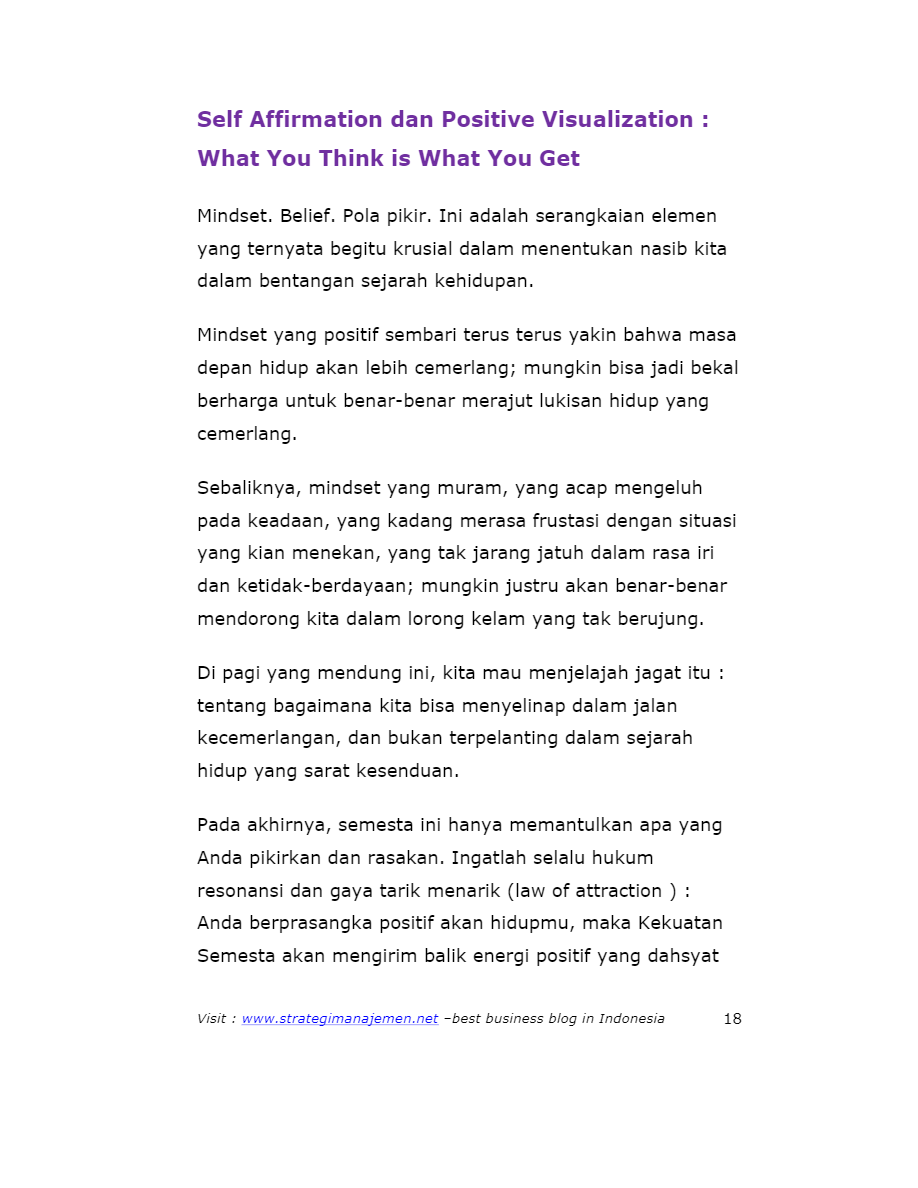 Self Affirmation dan Positive Visualization :
What You Think is What You Get
Mindset. Belief. Pola pikir. Ini adalah serangkaian elemen
yang ternyata begitu krusial dalam menentukan nasib kita
dalam bentangan sejarah kehidupan.
Mindset yang positif sembari terus terus yakin bahwa masa
depan hidup akan lebih cemerlang; mungkin bisa jadi bekal
berharga untuk benar-benar merajut lukisan hidup yang
cemerlang.
Sebaliknya, mindset yang muram, yang acap mengeluh
pada keadaan, yang kadang merasa frustasi dengan situasi
yang kian menekan, yang tak jarang jatuh dalam rasa iri
dan ketidak-berdayaan; mungkin justru akan benar-benar
mendorong kita dalam lorong kelam yang tak berujung.
Di pagi yang mendung ini, kita mau menjelajah jagat itu :
tentang bagaimana kita bisa menyelinap dalam jalan
kecemerlangan, dan bukan terpelanting dalam sejarah
hidup yang sarat kesenduan.
Pada akhirnya, semesta ini hanya memantulkan apa yang
Anda pikirkan dan rasakan. Ingatlah selalu hukum
resonansi dan gaya tarik menarik (law of attraction ) :
Anda berprasangka positif akan hidupmu, maka Kekuatan
Semesta akan mengirim balik energi positif yang dahsyat
Visit : www.strategimanajemen.net –best business blog in Indonesia 18